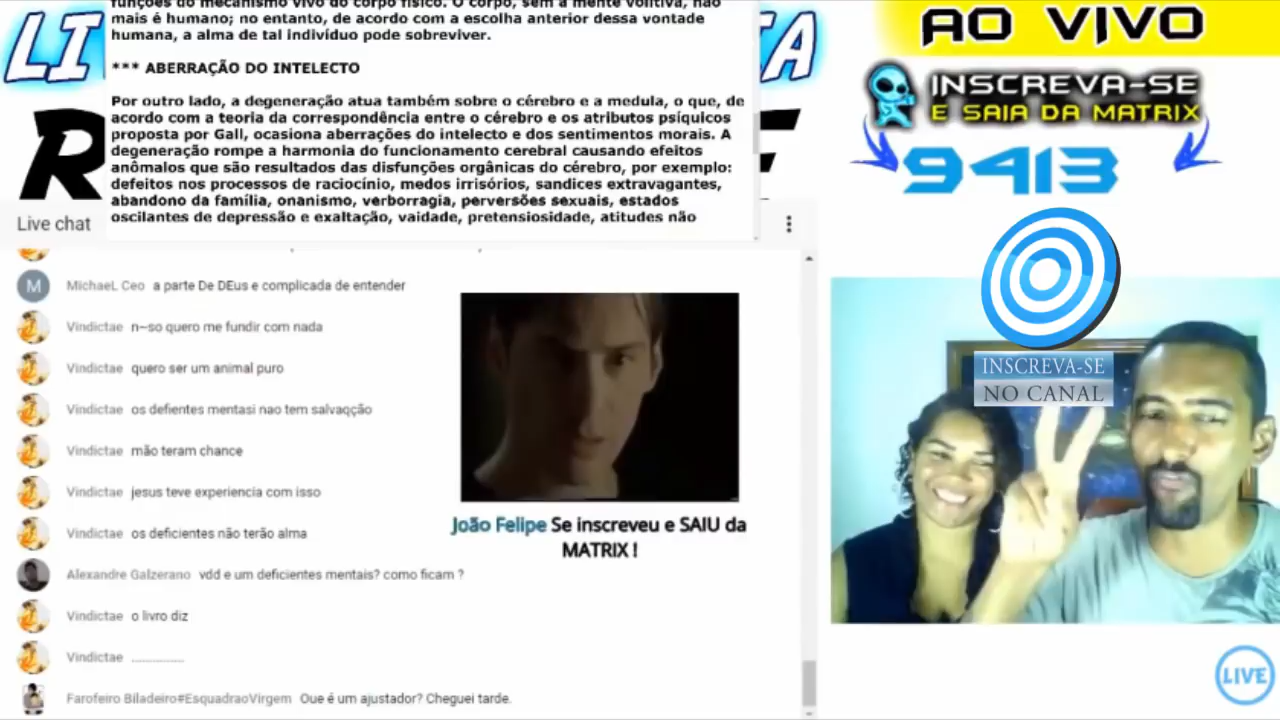 funções do mecanismo vivo do corpo físico. O corpo, sem a mente volitiva, não
mais é humano; no entanto, de acordo com a escolha anterior dessa vontade
humana, a alma de tal indivíduo pode sobreviver.
*** ABERRAÇÃO DO INTELECTO
Por outro lado, a degeneração atua também sobre o cérebro e a medula, o que, de
acordo com a teoria da correspondência entre o cérebro e os atributos psíquicos
proposta por Gall, ocasiona aberrações do intelecto e dos sentimentos morais. A
degeneração rompe a harmonia do funcionamento cerebral causando efeitos
anômalos que são resultados das disfunções orgânicas do cérebro, por exemplo:
defeitos nos processos de raciocínio, medos irrisórios, sandices extravagantes,
abandono da família, onanismo, verborragia, perversões sexuais, estados
oscilantes de depressão e exaltação, vaidade, pretensiosidade, atitudes não
Live chat
M MichaeL Ceo a parte De DEus e complicada de entender
Vindictae n~so quero me fundir com nada
Vindictae quero ser um animal puro
Vindictae os defientes mentasi nao tem salvaqção
Vindictae mão teram chance
Vindictae jesus teve experiencia com isso
Vindictae os deficientes não terão alma
Alexandre Galzerano vdd e um deficientes mentais? como ficam ?
Vindictae o livro diz
Vindictae ................
Farofeiro Biladeiro#EsquadraoVirgem Que é um ajustador? Cheguei tarde.
João Felipe Se inscreveu e SAIU da
MATRIX !
AO VIVO
INSCREVA-SE
E SAIA DA MATRIX
9413
INSCREVA-SE
NO CANAL
LIVE